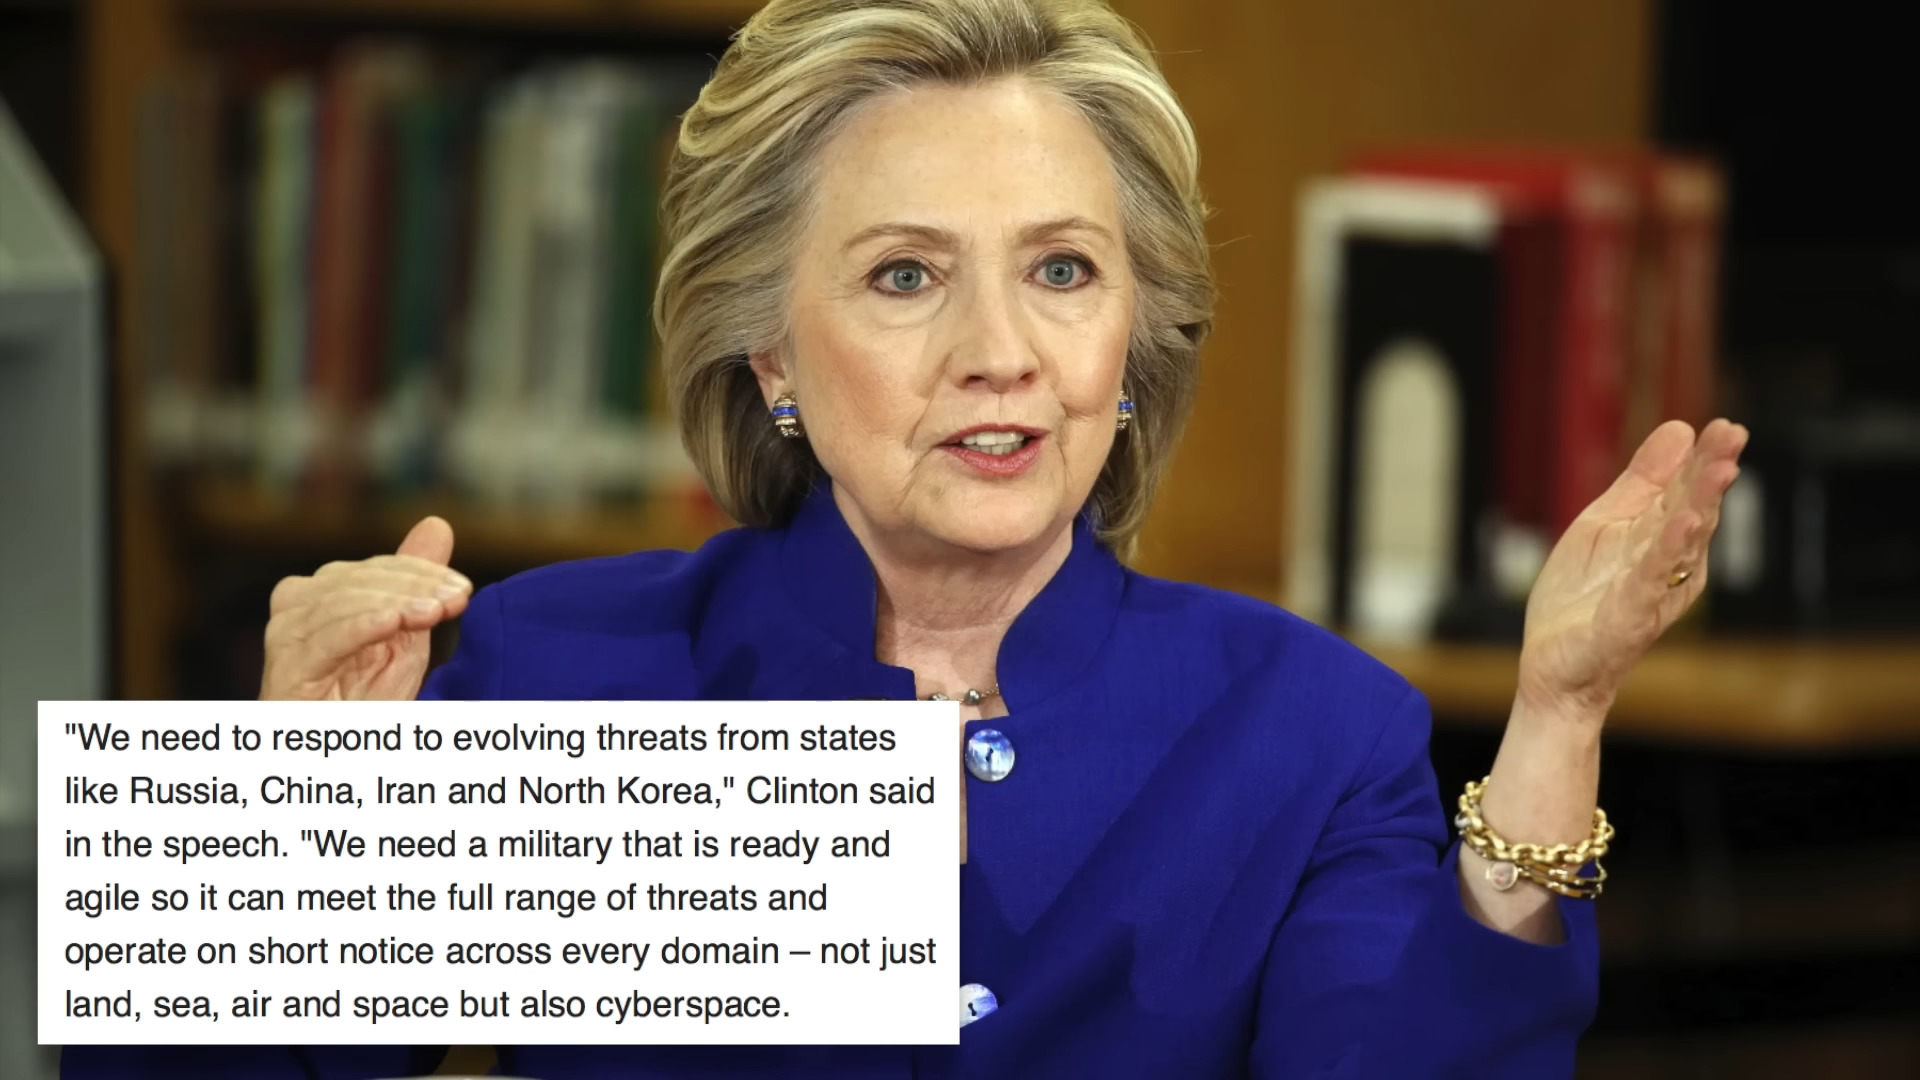 "We need to respond to evolving threats from states
like Russia, China, Iran and North Korea," Clinton said
in the speech. "We need a military that is ready and
agile so it can meet the full range of threats and
operate on short notice across every domain – not just
land, sea, air and space but also cyberspace.